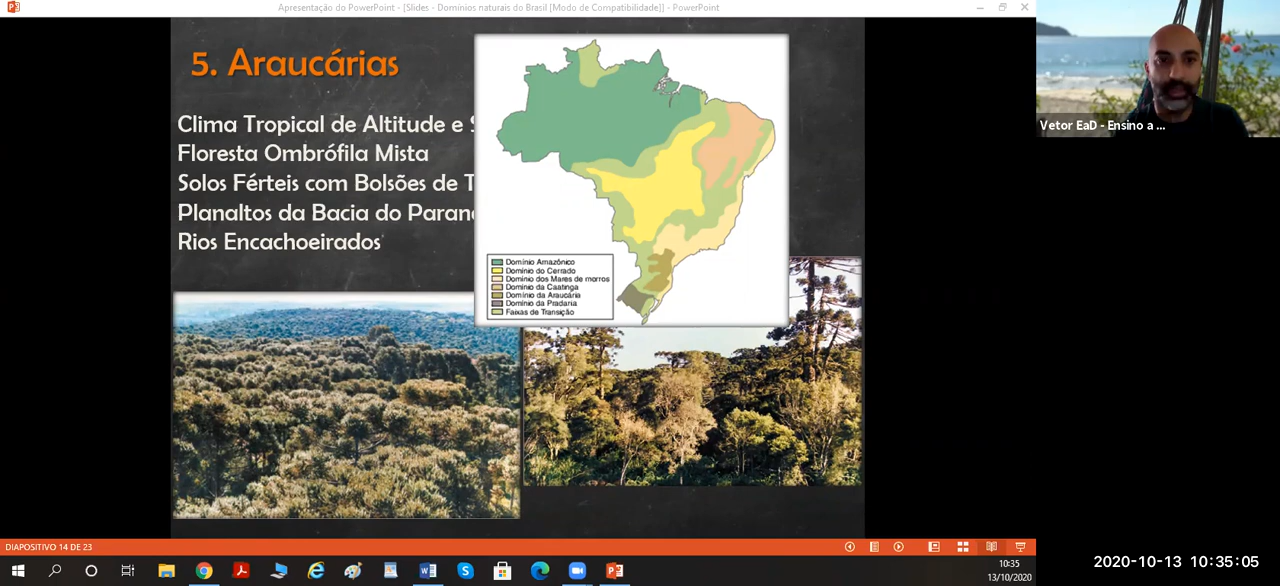 Apresentação do PowerPoint - [Slides - Domínios naturais do Brasil [Modo de Compatibilidade]] - PowerPoint
5. Araucárias
Clima Tropical de Altitude e S
Floresta Ombrófila Mista
Solos Férteis com Bolsões de T
Planaltos da Bacia do Paran
Rios Encachoeirados
Domínio Amazônico
Domínio do Cerrado
Domínio dos Mares de morros
Domínio da Caatinga
Domínio da Araucária
Domínio da Pradaria
Faixas de Transição
Vetor EaD - Ensino a ...
DIAPOSITIVO 14 DE 23
10:35
13/10/2020
2020-10-13 10:35:05